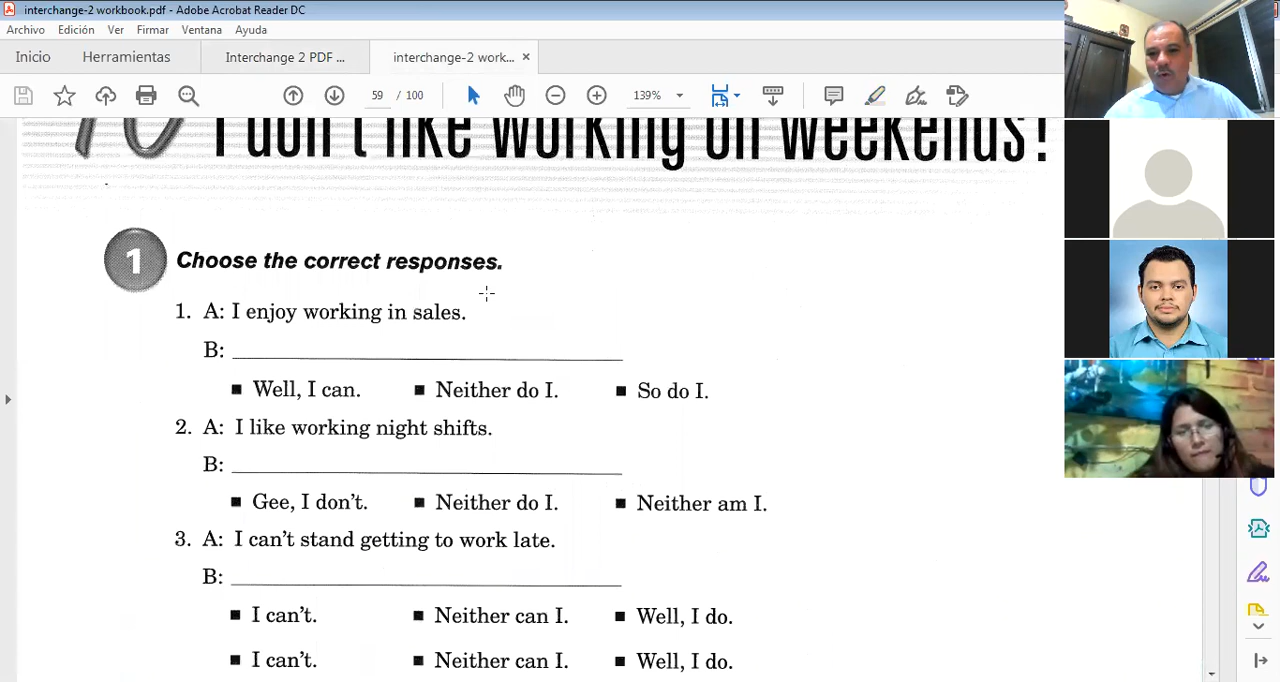 interchange-2 workbook.pdf - Adobe Acrobat Reader DC
Archivo Edición Ver Firmar Ventana Ayuda
Inicio Herramientas Interchange 2 PDF ... interchange-2 work... ×
59 / 100 139%
10 I don't like working on weekends!
1 Choose the correct responses.
1. A: I enjoy working in sales.
B:
■ Well, I can. ■ Neither do I. ■ So do I.
2. A: I like working night shifts.
B:
■ Gee, I don't. ■ Neither do I. ■ Neither am I.
3. A: I can't stand getting to work late.
B:
■ I can't. ■ Neither can I. ■ Well, I do.
■ I can't. ■ Neither can I. ■ Well, I do.